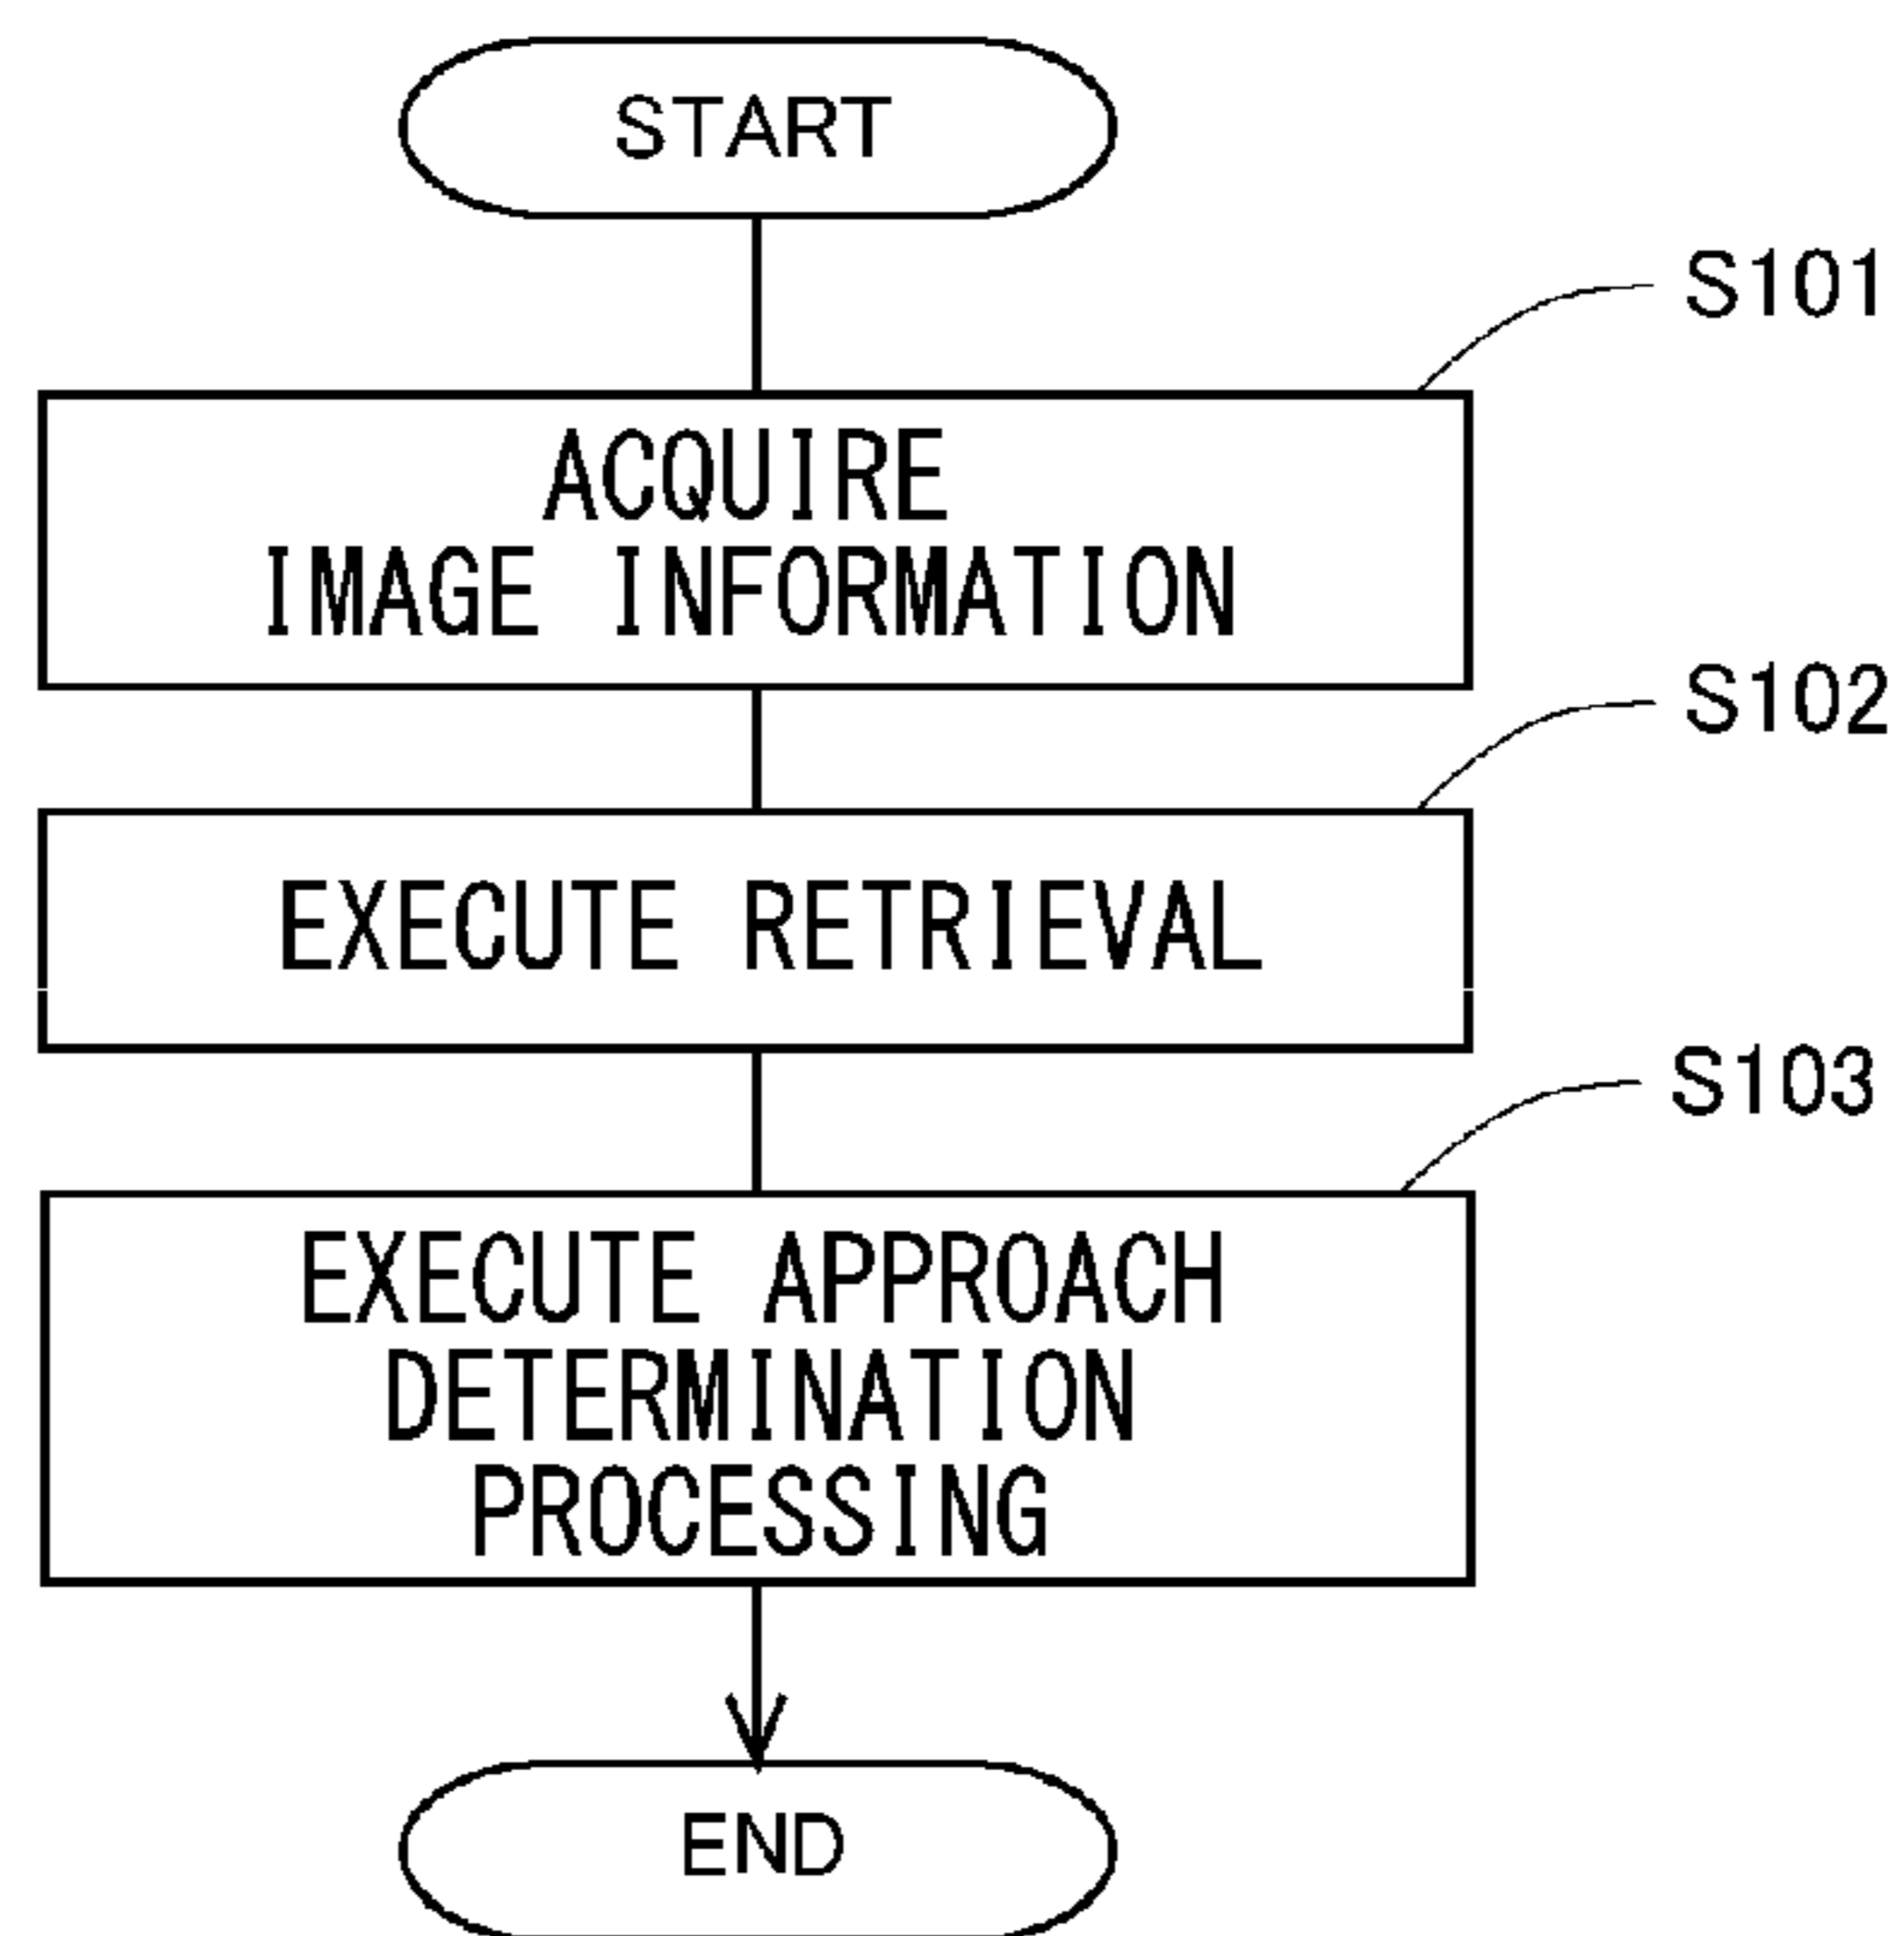 START
S101
ACQUIRE
IMAGE INFORMATION
S102
EXECUTE RETRIEVAL
S103
EXECUTE APPROACH
DETERMINATION
PROCESSING
END